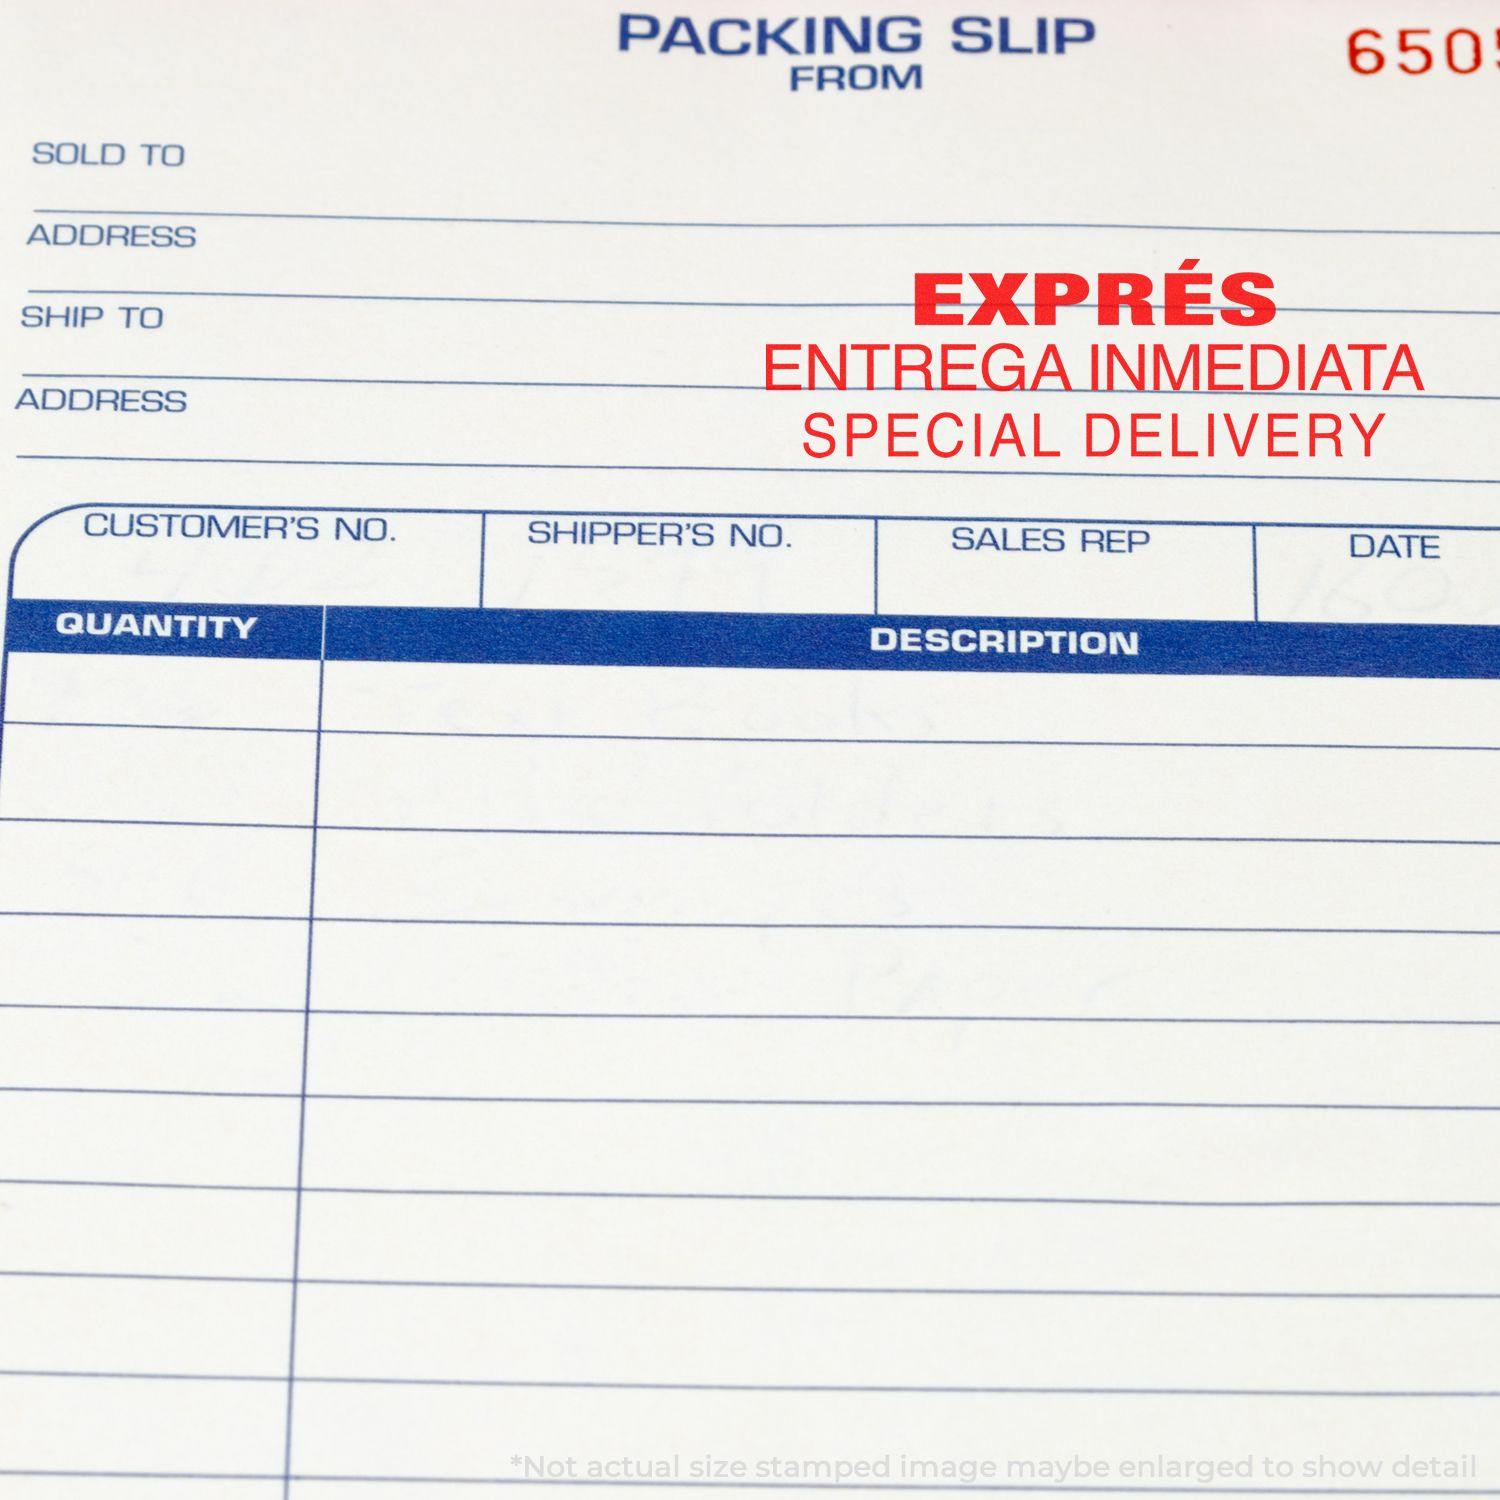 PACKING SLIP
FROM
650
SOLD TO
ADDRESS
SHIP TO
ADDRESS
EXPRÉS
ENTREGA INMEDIATA
SPECIAL DELIVERY
CUSTOMER'S NO. SHIPPER'S NO. SALES REP DATE
QUANTITY DESCRIPTION
*Not actual size stamped image maybe enlarged to show detail